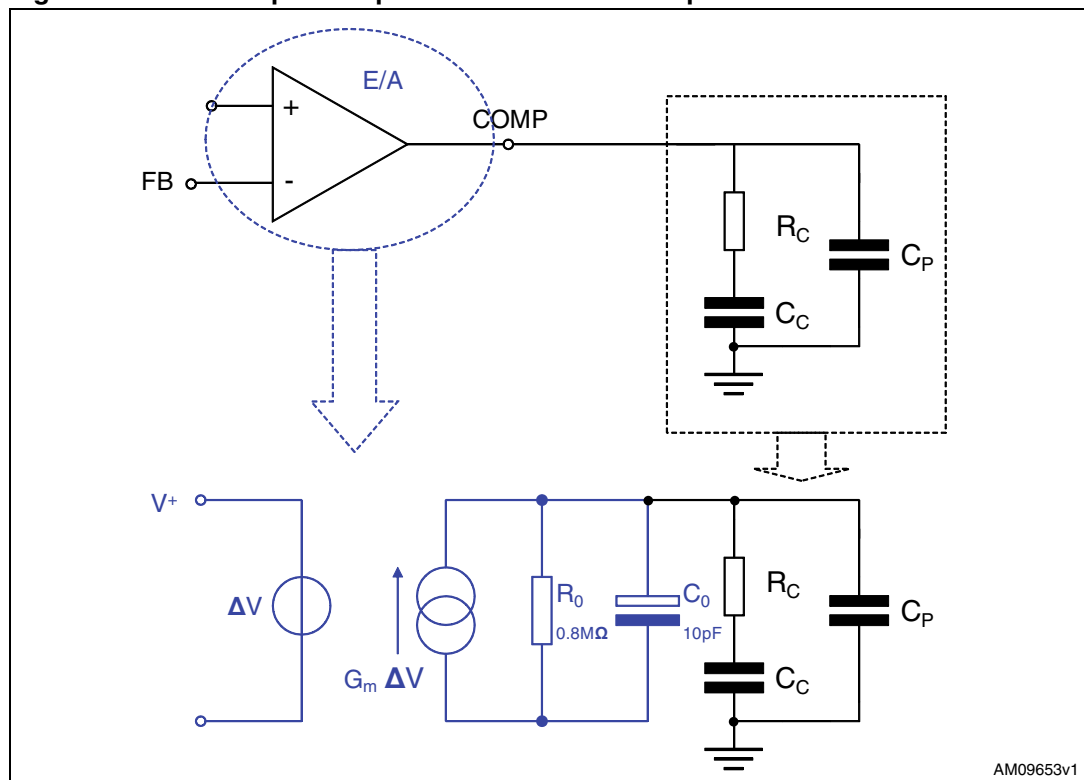 E/A
COMP
+
FB
-
R_C
C_P
C_C
V+
ΔV
G_m ΔV
R_0
0.8MΩ
C_0
10pF
R_C
C_P
C_C
AM09653v1